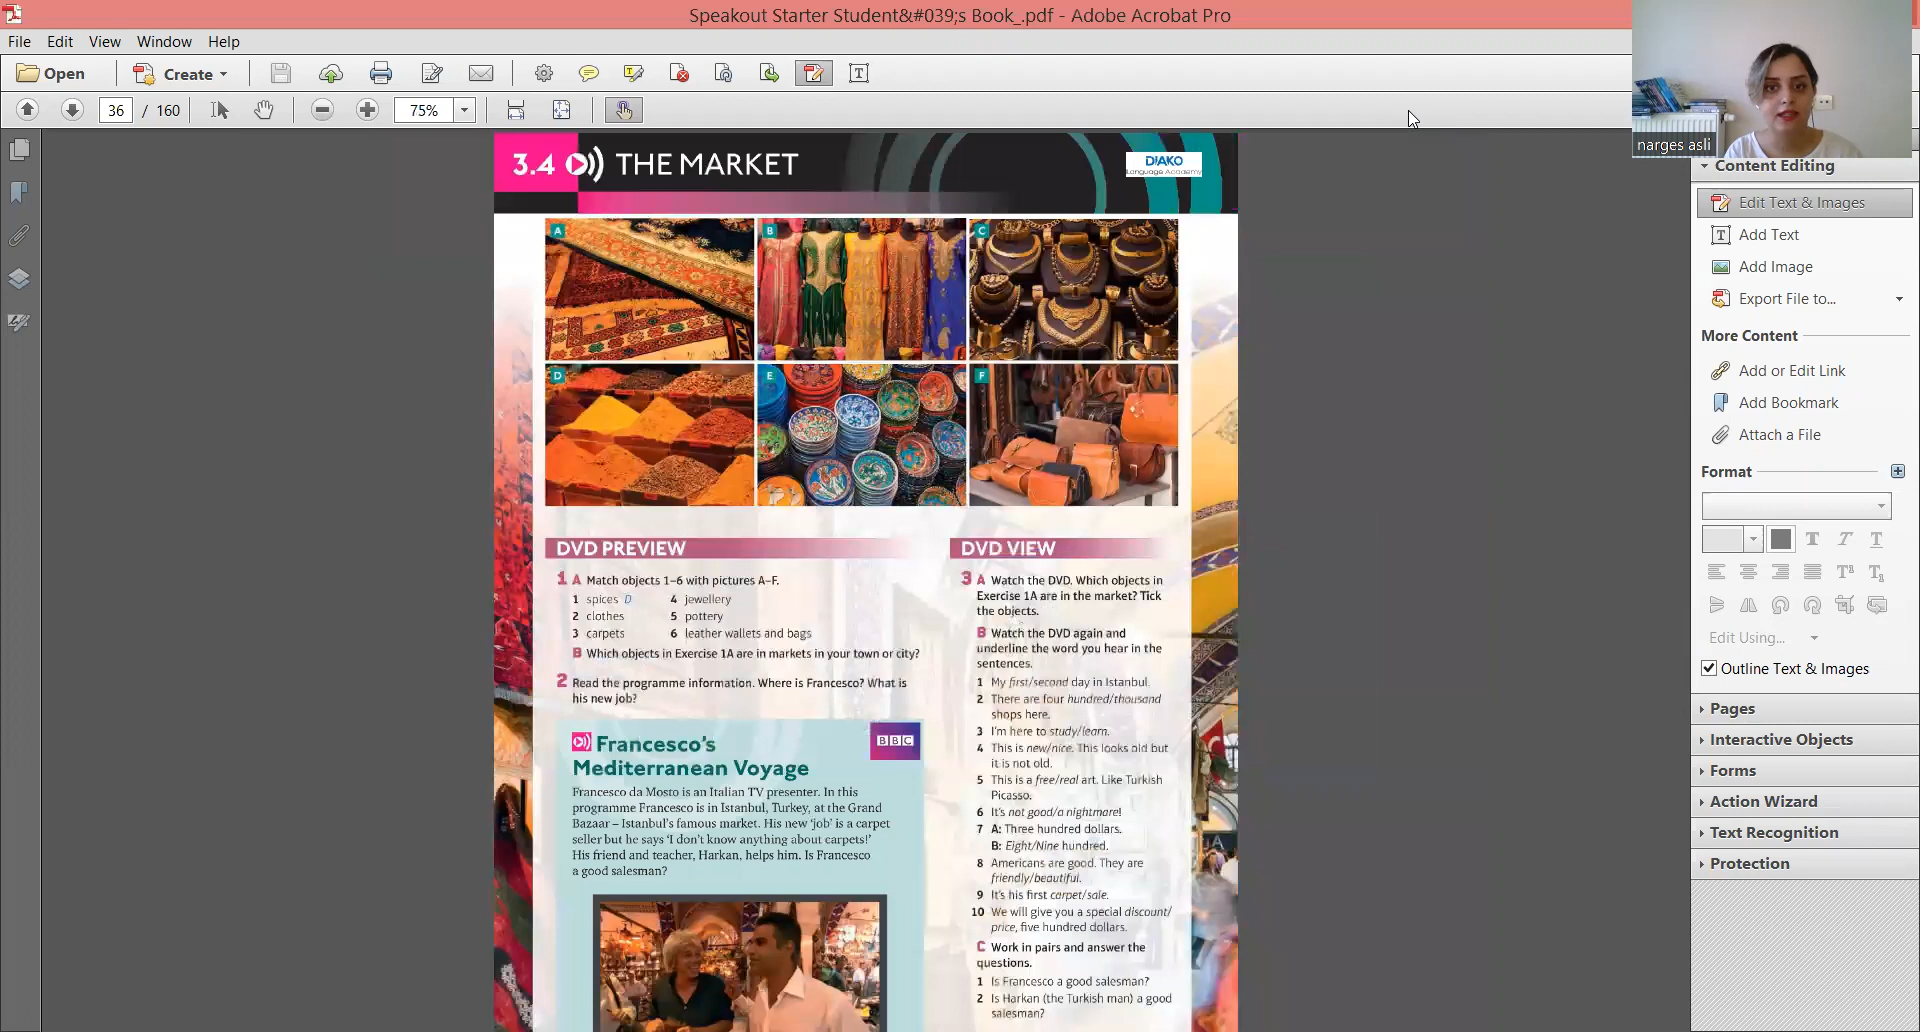 Speakout Starter Student&#039;s Book_.pdf - Adobe Acrobat Pro
File Edit View Window Help
Open Create
36 / 160 75%
narges asli
3.4 THE MARKET
DIAKO
Language Academy
A B C
D E F
DVD PREVIEW
1 A Match objects 1–6 with pictures A–F.
1 spices D 4 jewellery
2 clothes 5 pottery
3 carpets 6 leather wallets and bags
B Which objects in Exercise 1A are in markets in your town or city?
2 Read the programme information. Where is Francesco? What is
his new job?
Francesco's
Mediterranean Voyage
BBC
Francesco da Mosto is an Italian TV presenter. In this
programme Francesco is in Istanbul, Turkey, at the Grand
Bazaar – Istanbul's famous market. His new 'job' is a carpet
seller but he says 'I don't know anything about carpets!'
His friend and teacher, Harkan, helps him. Is Francesco
a good salesman?
DVD VIEW
3 A Watch the DVD. Which objects in
Exercise 1A are in the market? Tick
the objects.
B Watch the DVD again and
underline the word you hear in the
sentences.
1 My first/second day in Istanbul.
2 There are four hundred/thousand
shops here.
3 I'm here to study/learn.
4 This is new/nice. This looks old but
it is not old.
5 This is a free/real art. Like Turkish
Picasso.
6 It's not good/a nightmare!
7 A: Three hundred dollars.
B: Eight/Nine hundred.
8 Americans are good. They are
friendly/beautiful.
9 It's his first carpet/sale.
10 We will give you a special discount/
price, five hundred dollars.
C Work in pairs and answer the
questions.
1 Is Francesco a good salesman?
2 Is Harkan (the Turkish man) a good
salesman?
Content Editing
Edit Text & Images
Add Text
Add Image
Export File to...
More Content
Add or Edit Link
Add Bookmark
Attach a File
Format
Edit Using...
Outline Text & Images
Pages
Interactive Objects
Forms
Action Wizard
Text Recognition
Protection